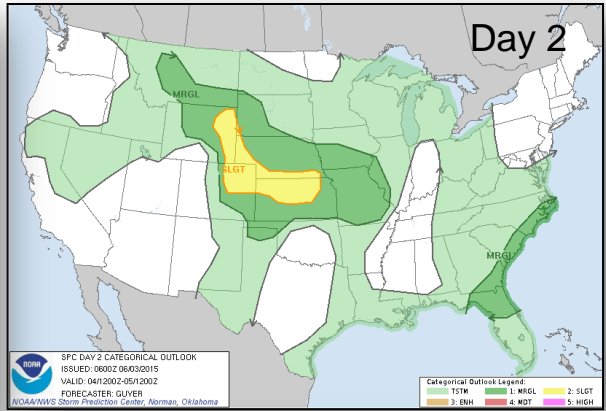 Day 2
MRGL
SLGT
MRGL
NOAA
SPC DAY 2 CATEGORICAL OUTLOOK
ISSUED: 0600Z 06/03/2015
VALID: 04/1200Z-05/1200Z
FORECASTER: GUYER
NOAA/NWS Storm Prediction Center, Norman, Oklahoma
Categorical Outlook Legend:
TSTM 1: MRGL 2: SLGT
3: ENH 4: MDT 5: HIGH